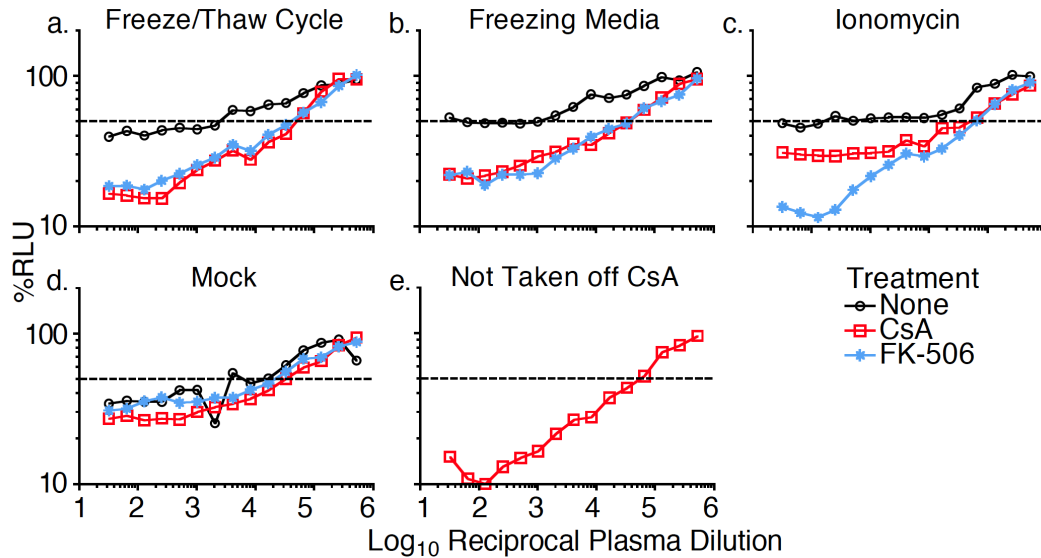 a. Freeze/Thaw Cycle
b. Freezing Media
c. Ionomycin
100
10
%RLU
d. Mock
e. Not Taken off CsA
100
10
1 2 3 4 5 6
1 2 3 4 5 6
Log10 Reciprocal Plasma Dilution
Treatment
None
CsA
FK-506